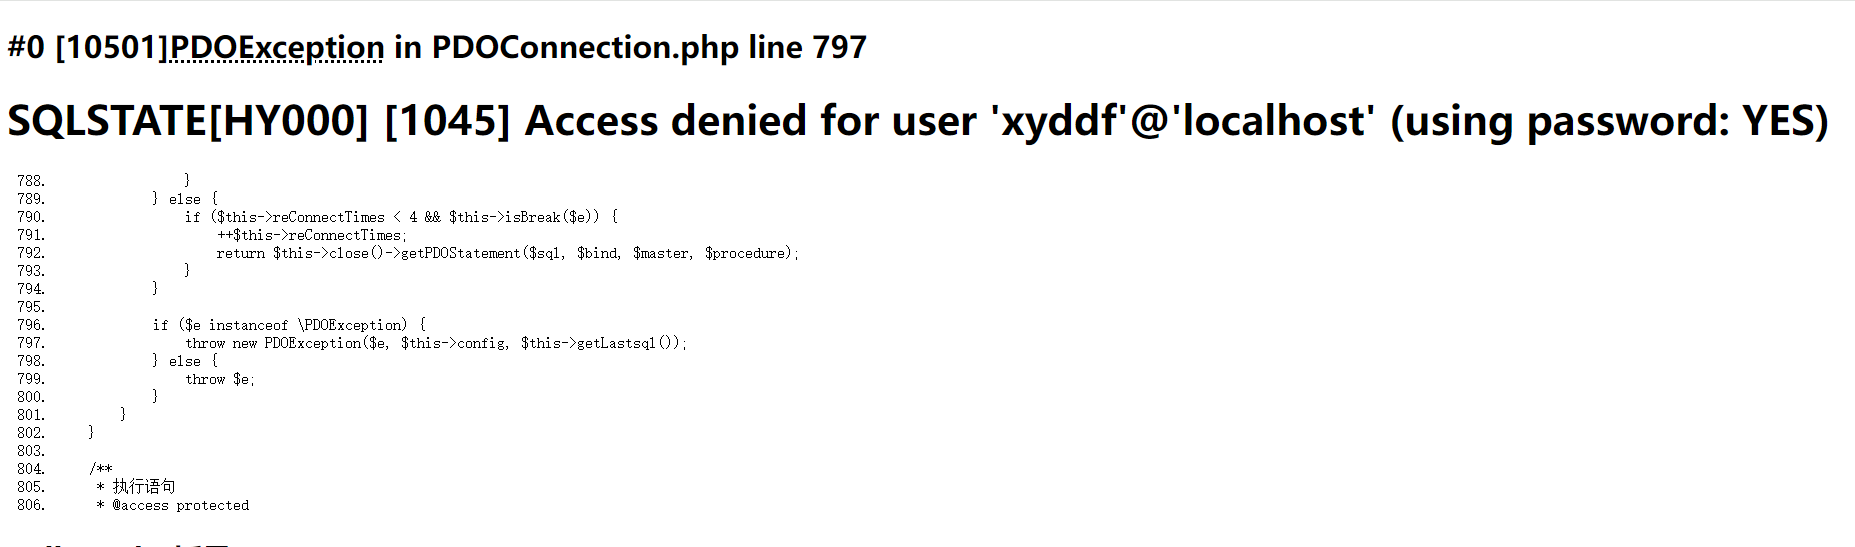 #0 [10501]PDOException in PDOConnection.php line 797
SQLSTATE[HY000] [1045] Access denied for user 'xyddf'@'localhost' (using password: YES)
788. }
789. } else {
790. if ($this->reConnectTimes < 4 && $this->isBreak($e)) {
791. ++$this->reConnectTimes;
792. return $this->close()->getPDOStatement($sql, $bind, $master, $procedure);
793. }
794. }
795.
796. if ($e instanceof \PDOException) {
797. throw new PDOException($e, $this->config, $this->getLastsql());
798. } else {
799. throw $e;
800. }
801. }
802. }
803.
804. /**
805. * 执行语句
806. * @access protected